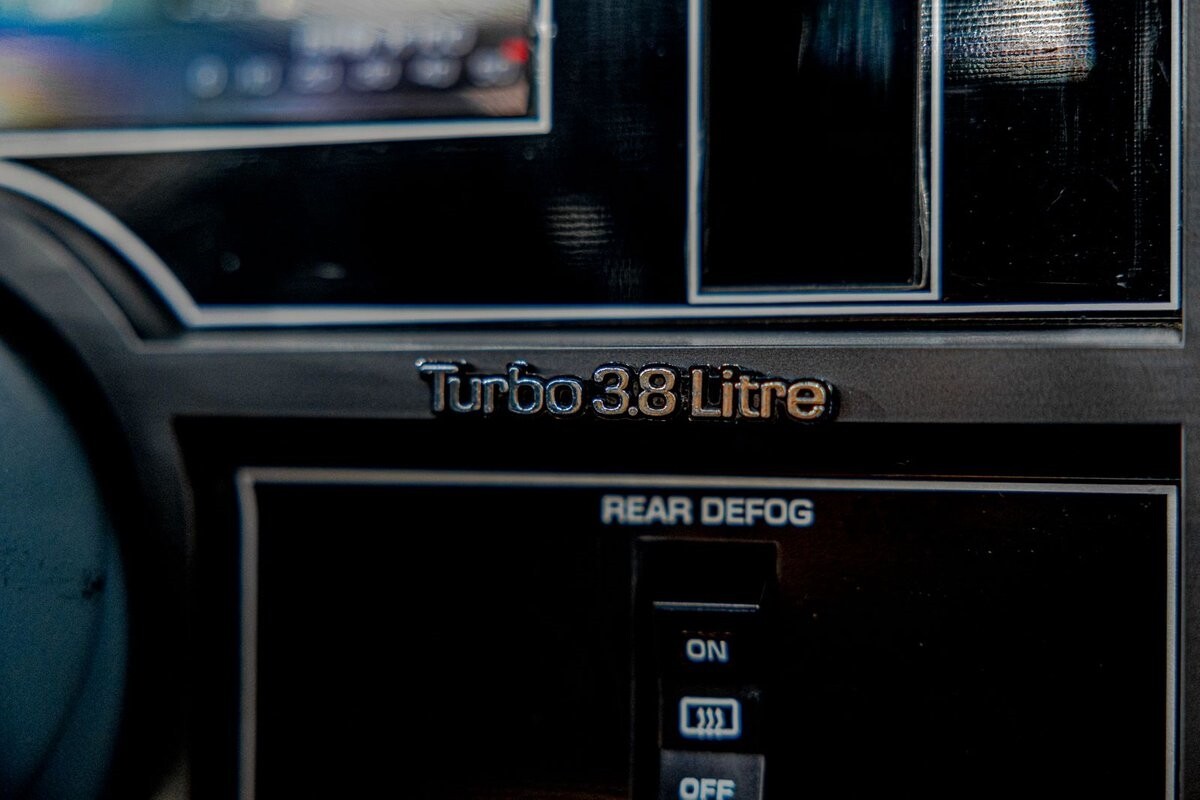 Turbo 3.8 Litre
REAR DEFOG
ON
OFF